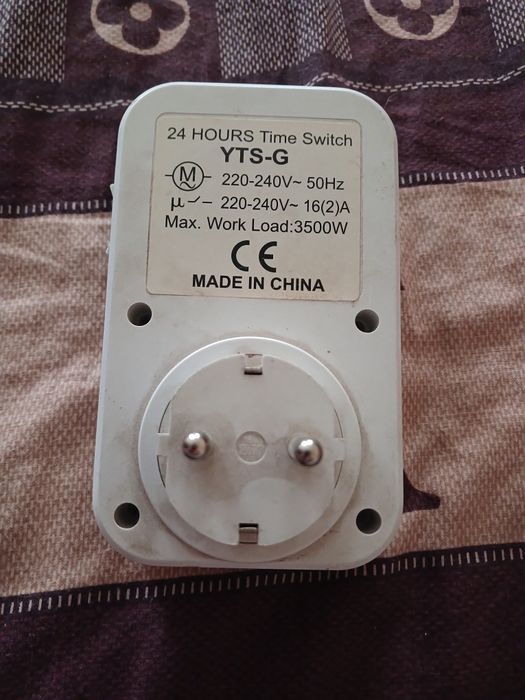 24 HOURS Time Switch
YTS-G
M 220-240V~ 50Hz
µ 220-240V~ 16(2)A
Max. Work Load:3500W
CE
MADE IN CHINA